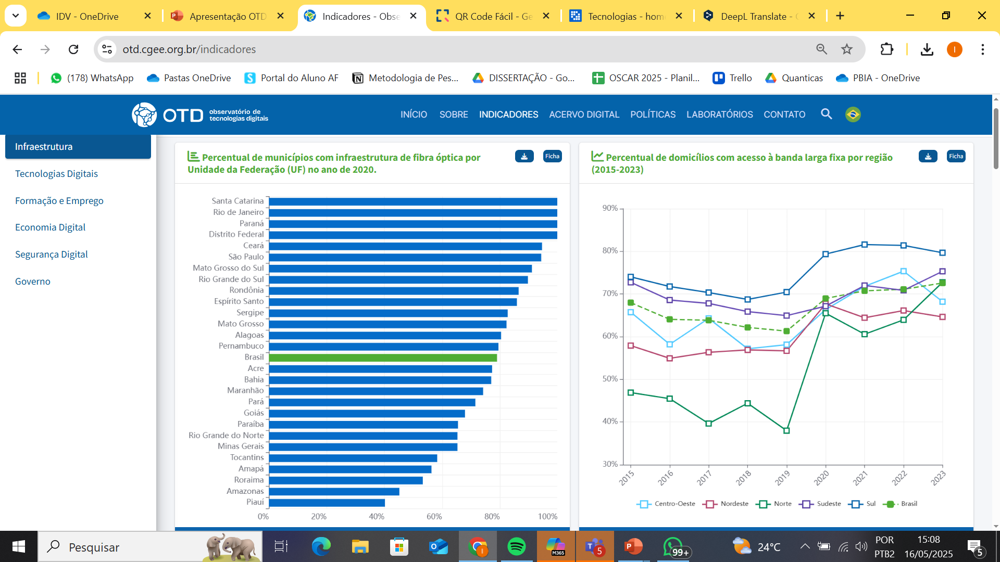 IDV - OneDrive
Apresentação OTD
Indicadores - Obse
QR Code Fácil - Ge
Tecnologias - hom
DeepL Translate -
otd.cgee.org.br/indicadores
(178) WhatsApp
Pastas OneDrive
Portal do Aluno AF
Metodologia de Pes...
DISSERTAÇÃO - Go...
OSCAR 2025 - Planil...
Trello
Quanticas
PBIA - OneDrive
OTD observatório de
tecnologias digitais
INÍCIO
SOBRE
INDICADORES
ACERVO DIGITAL
POLÍTICAS
LABORATÓRIOS
CONTATO
Infraestrutura
Tecnologias Digitais
Formação e Emprego
Economia Digital
Segurança Digital
Governo
Percentual de municípios com infraestrutura de fibra óptica por
Unidade da Federação (UF) no ano de 2020.
Ficha
Santa Catarina
Rio de Janeiro
Paraná
Distrito Federal
Ceará
São Paulo
Mato Grosso do Sul
Rio Grande do Sul
Rondônia
Espírito Santo
Sergipe
Mato Grosso
Alagoas
Pernambuco
Brasil
Acre
Bahia
Maranhão
Pará
Goiás
Paraíba
Rio Grande do Norte
Minas Gerais
Tocantins
Amapá
Roraima
Amazonas
Piauí
0% 20% 40% 60% 80% 100%
Percentual de domicílios com acesso à banda larga fixa por região
(2015-2023)
Ficha
90%
80%
70%
60%
50%
40%
30%
2015 2016 2017 2018 2019 2020 2021 2022 2023
Centro-Oeste Nordeste Norte Sudeste Sul Brasil
Pesquisar
M365
5
99+
24°C
POR
PTB2
15:08
16/05/2025
5